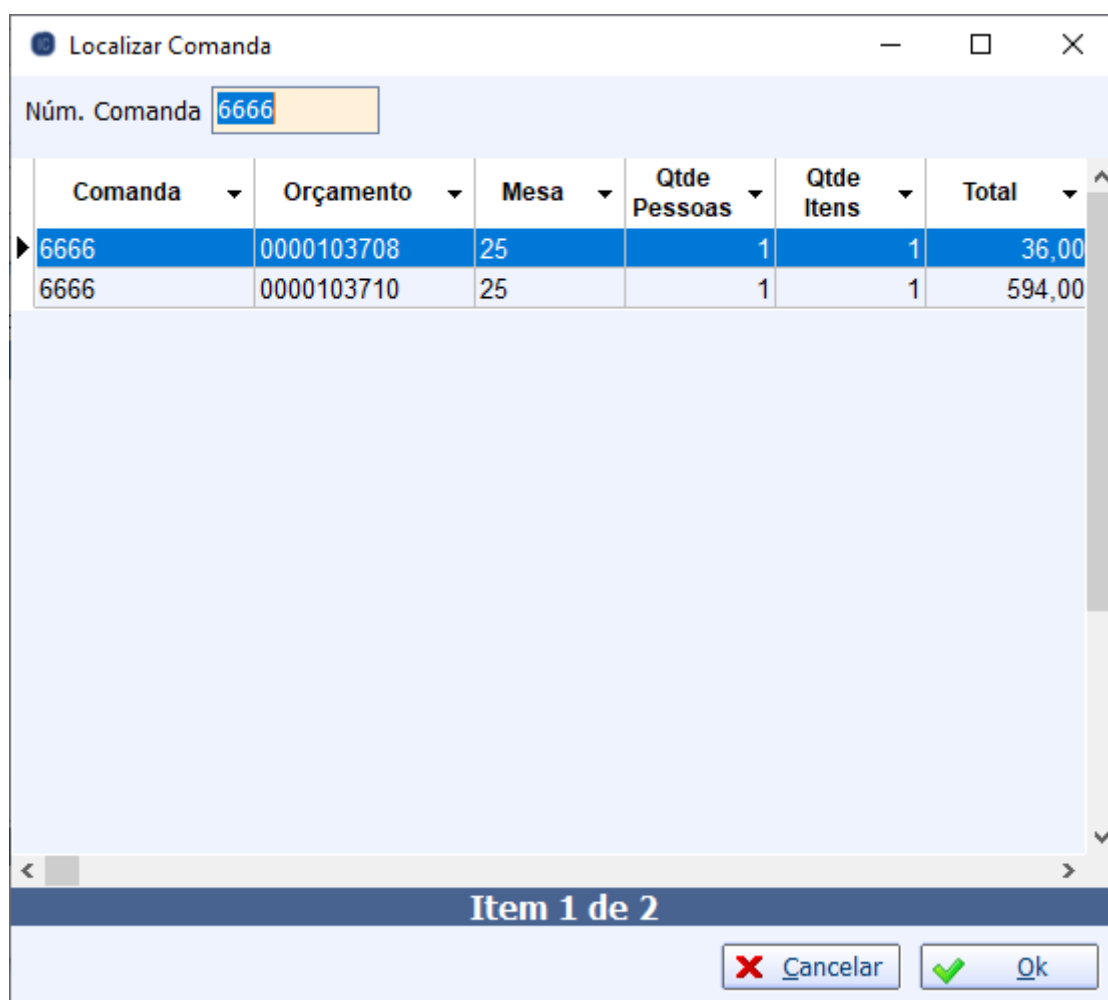 Localizar Comanda
Núm. Comanda 6666
Comanda Orçamento Mesa Qtde Pessoas Qtde Itens Total
6666 0000103708 25 1 1 36,00
6666 0000103710 25 1 1 594,00
Item 1 de 2
Cancelar Ok